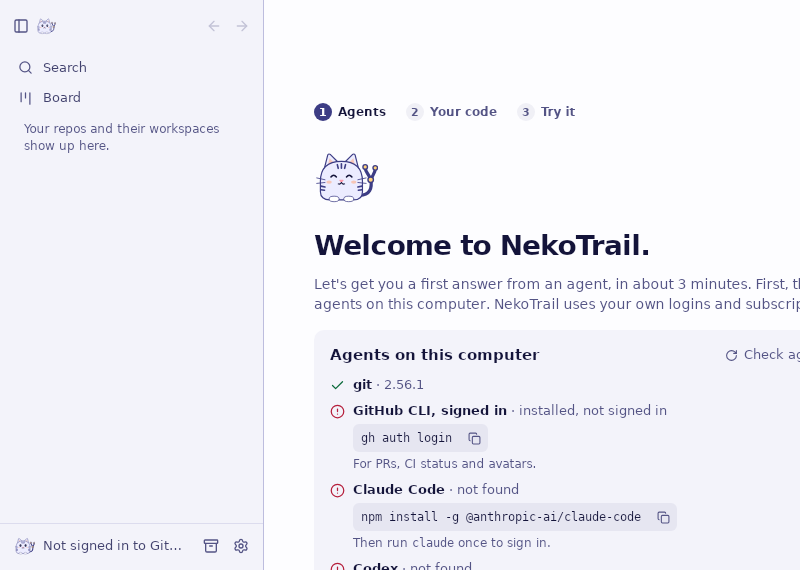 Search
Board
Your repos and their workspaces
show up here.
Not signed in to Git…
1 Agents 2 Your code 3 Try it
Welcome to NekoTrail.
Let's get you a first answer from an agent, in about 3 minutes. First,
agents on this computer. NekoTrail uses your own logins and
Agents on this computer
Check
git · 2.56.1
GitHub CLI, signed in · installed, not signed in
gh auth login
For PRs, CI status and avatars.
Claude Code · not found
npm install -g @anthropic-ai/claude-code
Then run claude once to sign in.
Codex · not found